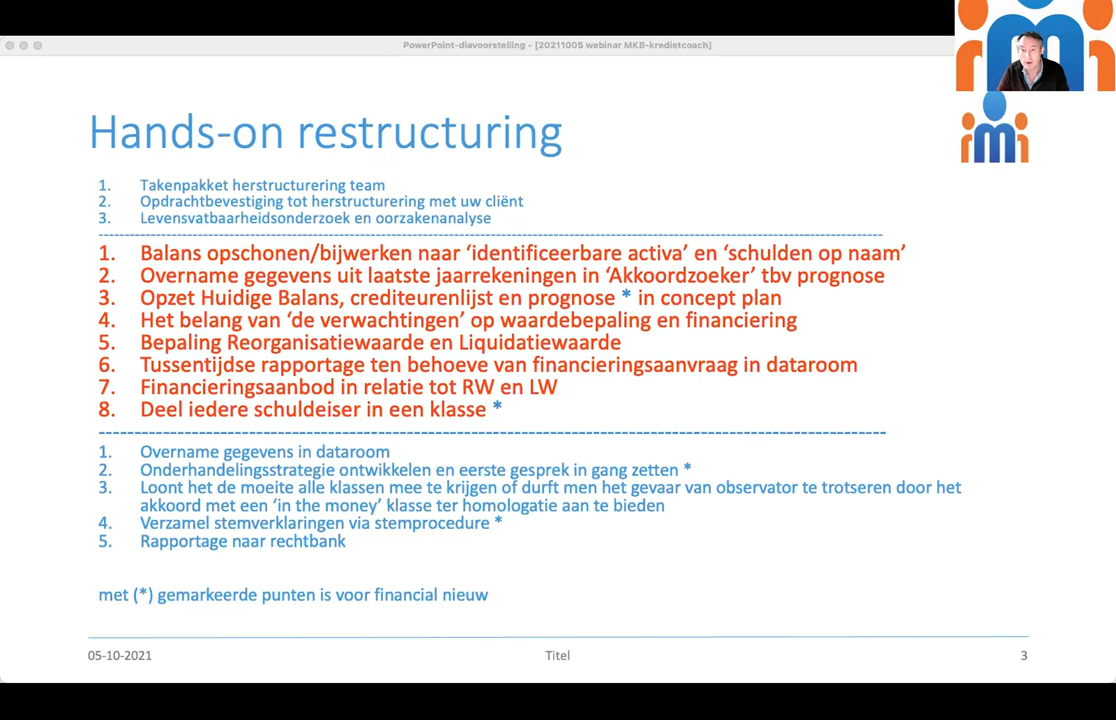 PowerPoint-diavoorstelling - [20211005 webinar MKB-kredietcoach]
Hands-on restructuring
1. Takenpakket herstructurering team
2. Opdrachtbevestiging tot herstructurering met uw cliënt
3. Levensvatbaarheidsonderzoek en oorzakenanalyse
1. Balans opschonen/bijwerken naar ‘identificeerbare activa’ en ‘schulden op naam’
2. Overname gegevens uit laatste jaarrekeningen in ‘Akkoordzoeker’ tbv prognose
3. Opzet Huidige Balans, crediteurenlijst en prognose * in concept plan
4. Het belang van ‘de verwachtingen’ op waardebepaling en financiering
5. Bepaling Reorganisatiewaarde en Liquidatiewaarde
6. Tussentijdse rapportage ten behoeve van financieringsaanvraag in dataroom
7. Financieringsaanbod in relatie tot RW en LW
8. Deel iedere schuldeiser in een klasse *
1. Overname gegevens in dataroom
2. Onderhandelingsstrategie ontwikkelen en eerste gesprek in gang zetten *
3. Loont het de moeite alle klassen mee te krijgen of durft men het gevaar van observator te trotseren door het
akkoord met een ‘in the money’ klasse ter homologatie aan te bieden
4. Verzamel stemverklaringen via stemprocedure *
5. Rapportage naar rechtbank
met (*) gemarkeerde punten is voor financial nieuw
05-10-2021
Titel
3